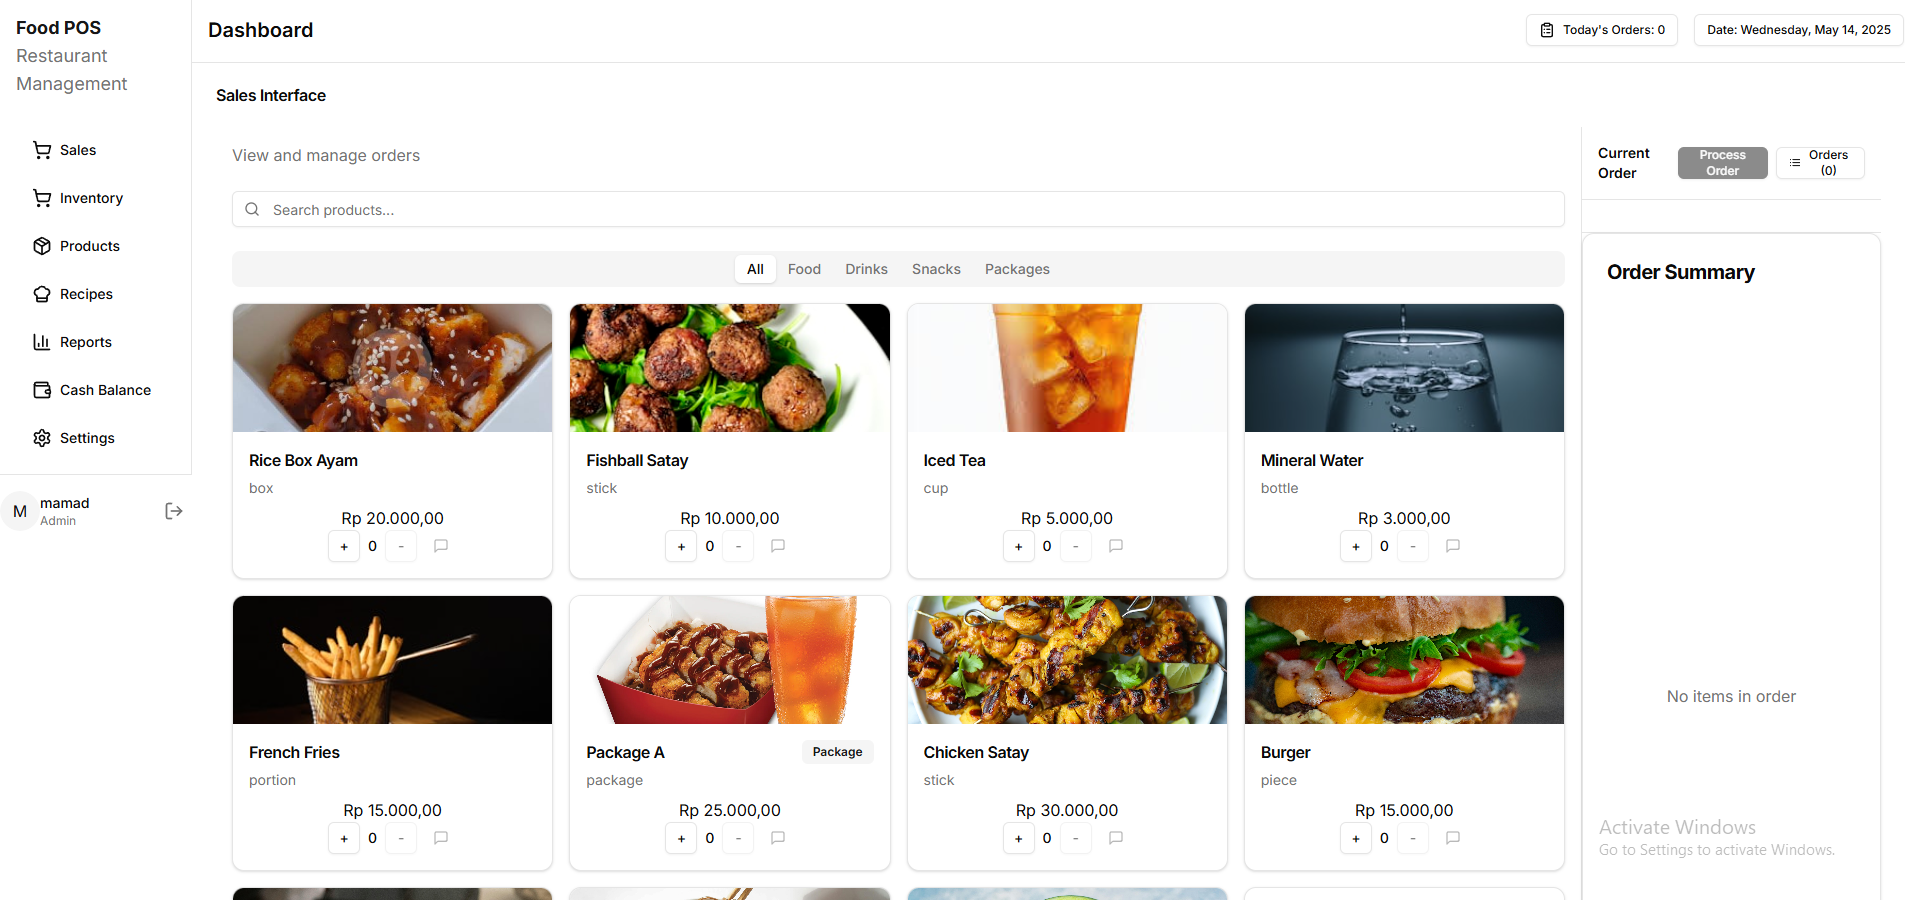 Food POS
Restaurant
Management
Sales
Inventory
Products
Recipes
Reports
Cash Balance
Settings
M
mamad
Admin
Dashboard
Today's Orders: 0
Date: Wednesday, May 14, 2025
Sales Interface
View and manage orders
Search products...
All Food Drinks Snacks Packages
Rice Box Ayam
box
Rp 20.000,00
+ 0 -
Fishball Satay
stick
Rp 10.000,00
+ 0 -
Iced Tea
cup
Rp 5.000,00
+ 0 -
Mineral Water
bottle
Rp 3.000,00
+ 0 -
French Fries
portion
Rp 15.000,00
+ 0 -
Package A Package
package
Rp 25.000,00
+ 0 -
Chicken Satay
stick
Rp 30.000,00
+ 0 -
Burger
piece
Rp 15.000,00
+ 0 -
Current
Order
Process
Order
Orders
(0)
Order Summary
No items in order
Activate Windows
Go to Settings to activate Windows.